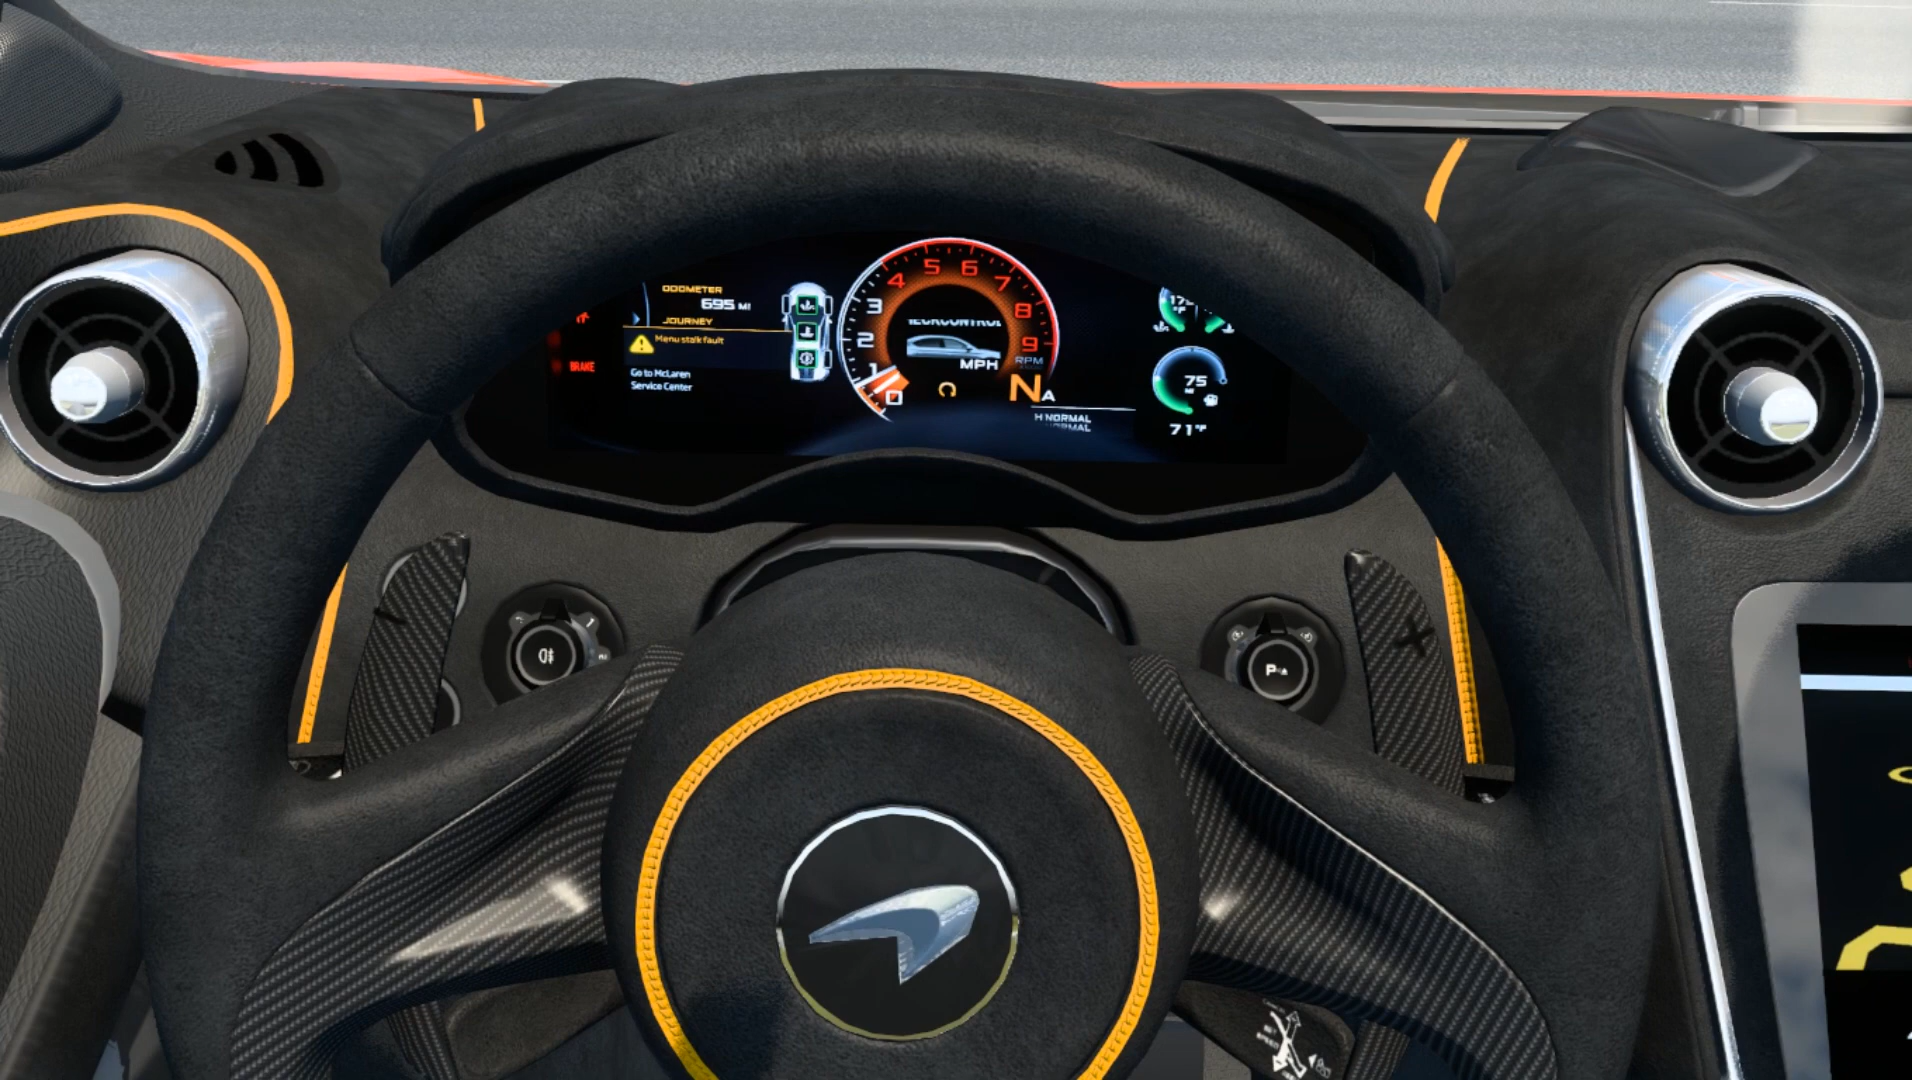 ODOMETER
695 MI
JOURNEY
Menu stalk fault
Go to McLaren
Service Center
BRAKE
0
1
2
3
4
5
6
7
8
9
RPM
MPH
N A
H NORMAL
NORMAL
75
71°F
P